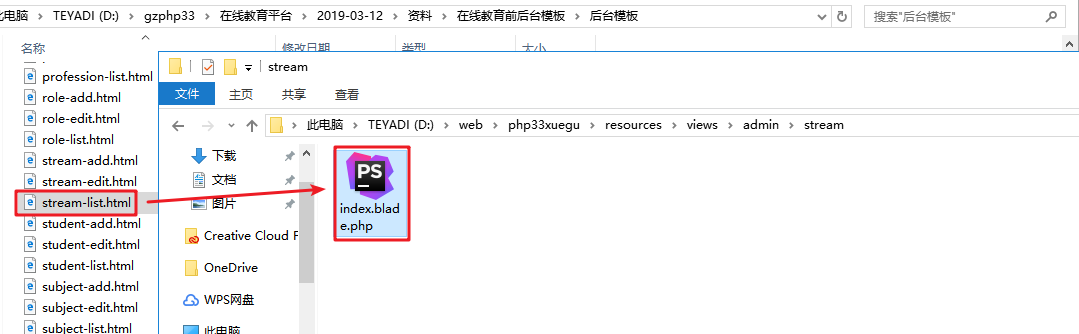 此电脑 › TEYADI (D:) › gzphp33 › 在线教育平台 › 2019-03-12 › 资料 › 在线教育前后台模板 › 后台模板
搜索"后台模板"
名称 修改日期 类型 大小
profession-list.html
role-add.html
role-edit.html
role-list.html
stream-add.html
stream-edit.html
stream-list.html
student-add.html
student-edit.html
student-list.html
subject-add.html
subject-edit.html
subject-list.html
stream
文件 主页 共享 查看
此电脑 › TEYADI (D:) › web › php33xuegu › resources › views › admin › stream
下载
文档
图片
Creative Cloud F
OneDrive
WPS网盘
此电脑
PS
index.blad
e.php